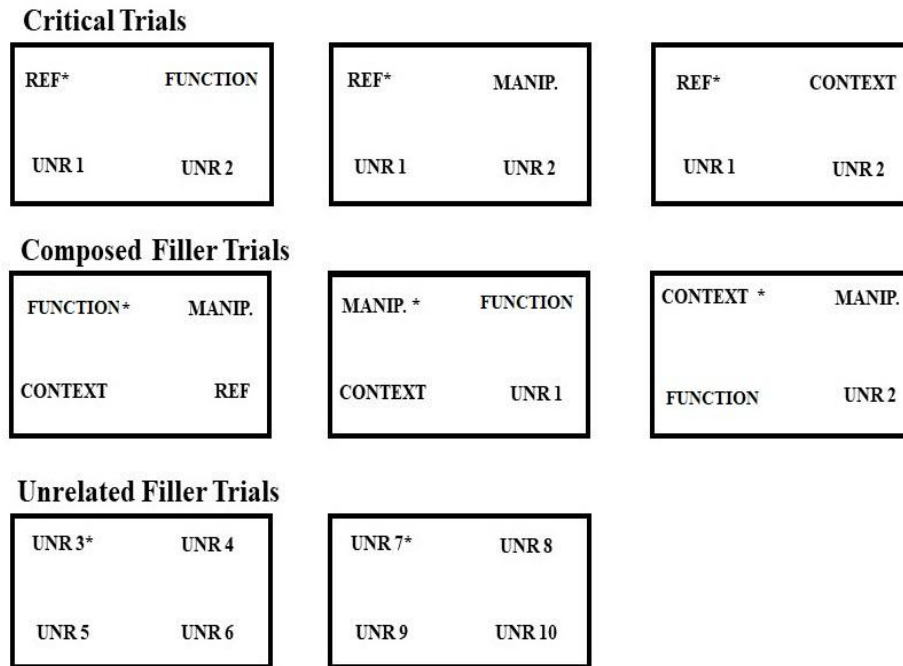 Critical Trials
REF* FUNCTION REF* MANIP. REF* CONTEXT
UNR 1 UNR 2 UNR 1 UNR 2 UNR 1 UNR 2
Composed Filler Trials
FUNCTION* MANIP. MANIP. * FUNCTION CONTEXT * MANIP.
CONTEXT REF CONTEXT UNR 1 FUNCTION UNR 2
Unrelated Filler Trials
UNR 3* UNR 4 UNR 7* UNR 8
UNR 5 UNR 6 UNR 9 UNR 10